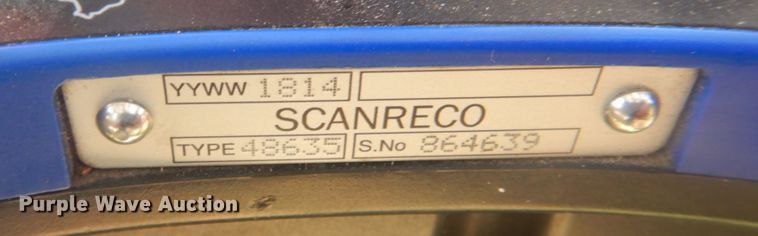 YYWW 1814
SCANRECO
TYPE 48635 S.No 864639
Purple Wave Auction